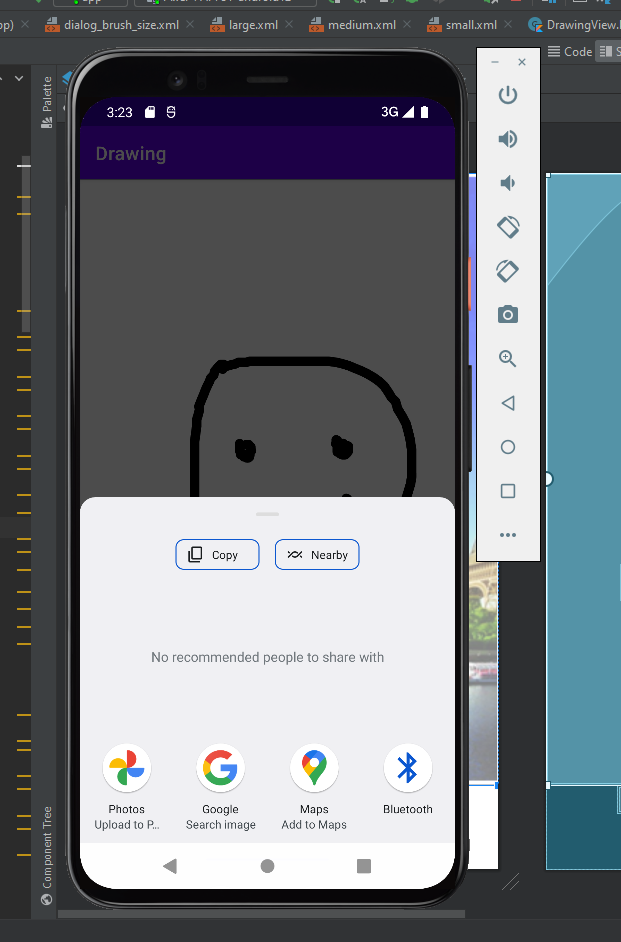 dialog_brush_size.xml
large.xml
medium.xml
small.xml
DrawingView.
Code
Palette
3:23
3G
Drawing
Copy
Nearby
No recommended people to share with
Photos
Upload to P...
Google
Search image
Maps
Add to Maps
Bluetooth
Component Tree